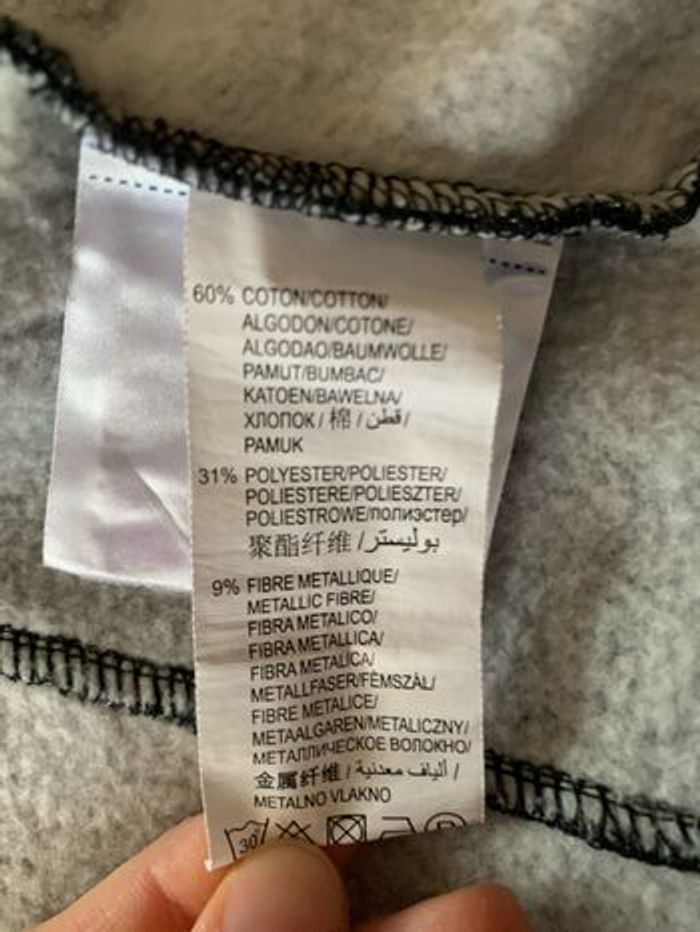 60% COTON/COTTON/
ALGODON/COTONE/
ALGODAO/BAUMWOLLE/
PAMUT/BUMBAC/
KATOEN/BAWELNA/
ХЛОПОК / 棉 / قطن /
PAMUK
31% POLYESTER/POLIESTER/
POLIESTERE/POLIESZTER/
POLIESTROWE/полиэстер/
聚酯纤维 / بوليستر
9% FIBRE METALLIQUE/
METALLIC FIBRE/
FIBRA METALICO/
FIBRA METALLICA/
FIBRA METALICA/
METALLFASER/FÉMSZÁL/
FIBRE METALICE/
METAALGAREN/METALICZNY/
МЕТАЛЛИЧЕСКОЕ ВОЛОКНО/
金属纤维 / ألياف معدنية /
METALNO VLAKNO
30°